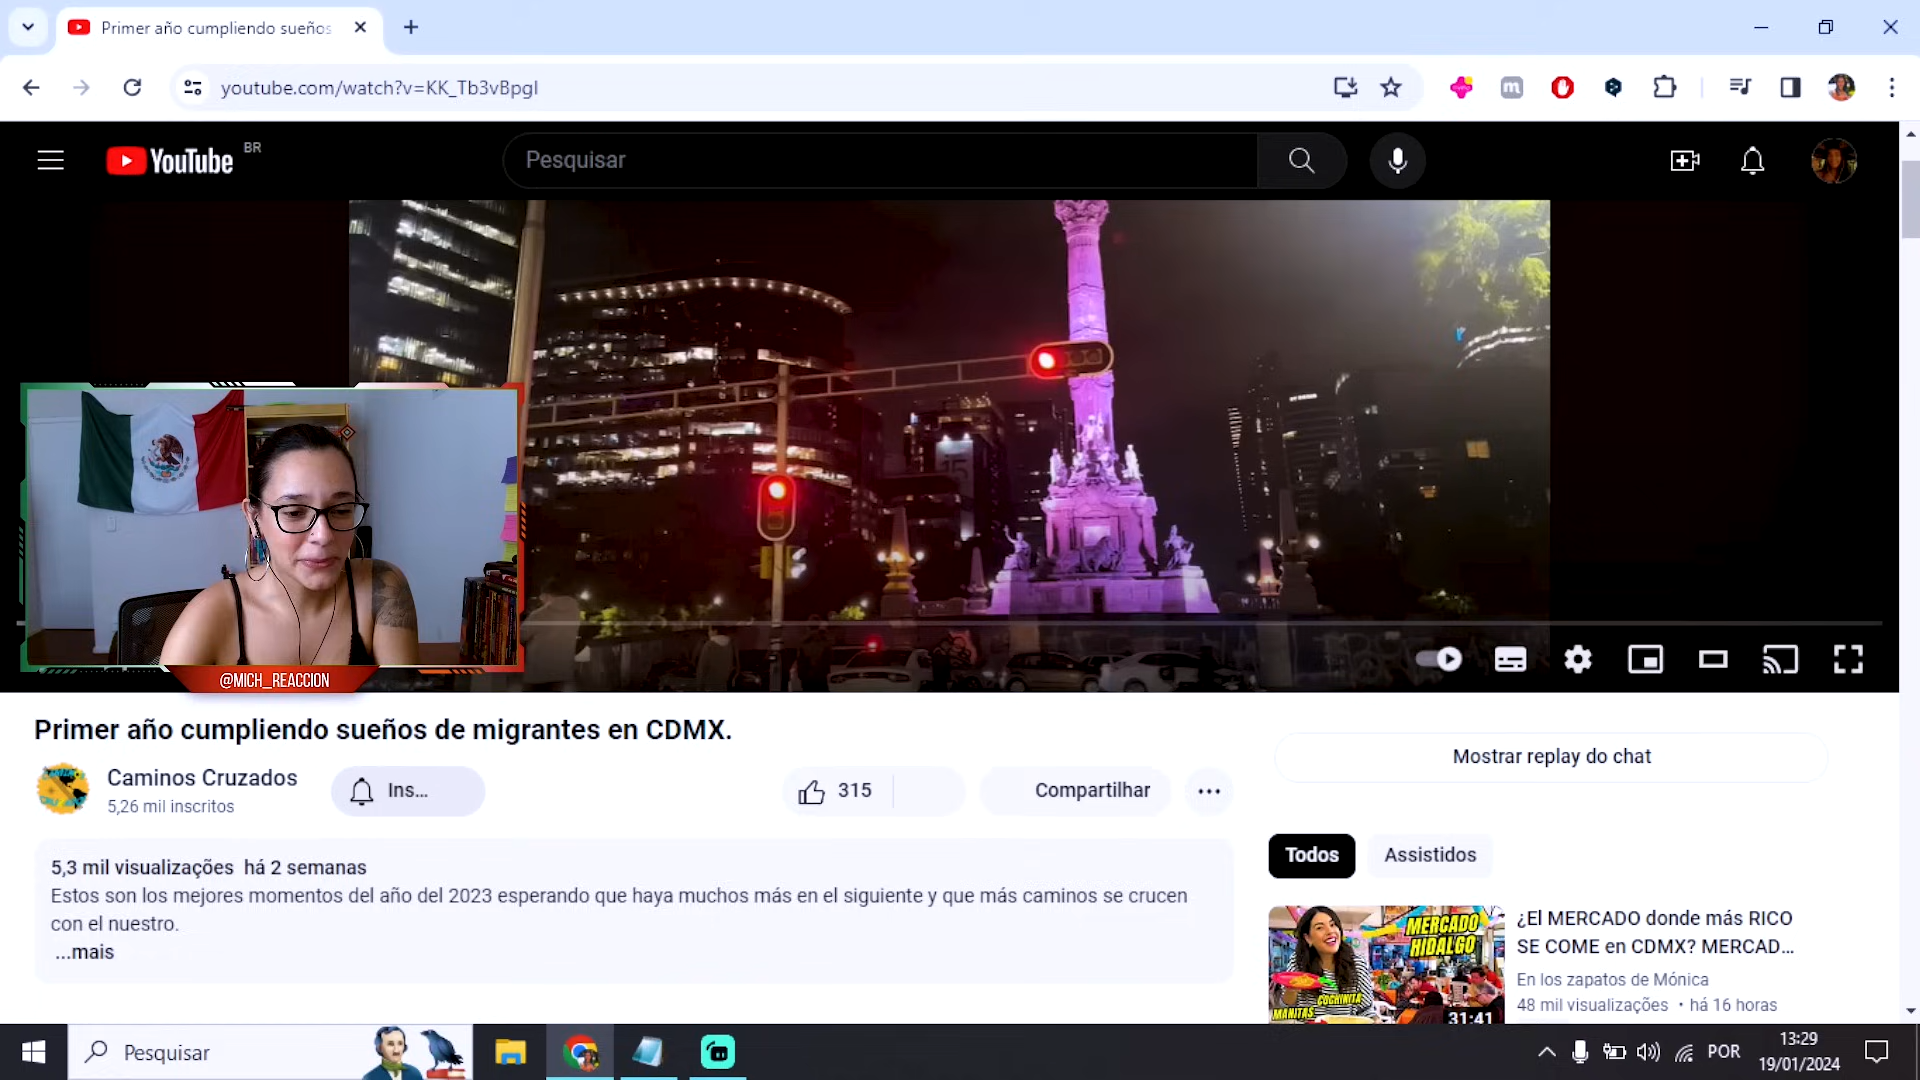 Primer año cumpliendo sueños
youtube.com/watch?v=KK_Tb3vBpgI
YouTube BR
Pesquisar
@MICH_REACCION
Primer año cumpliendo sueños de migrantes en CDMX.
Caminos Cruzados
5,26 mil inscritos
Ins...
315
Compartilhar
Mostrar replay do chat
5,3 mil visualizações há 2 semanas
Estos son los mejores momentos del año del 2023 esperando que haya muchos más en el siguiente y que más caminos se crucen
con el nuestro.
...mais
Todos
Assistidos
MERCADO
HIDALGO
COCHINITA
MANITAS
31:41
¿El MERCADO donde más RICO
SE COME en CDMX? MERCAD...
En los zapatos de Mónica
48 mil visualizações • há 16 horas
Pesquisar
POR
13:29
19/01/2024